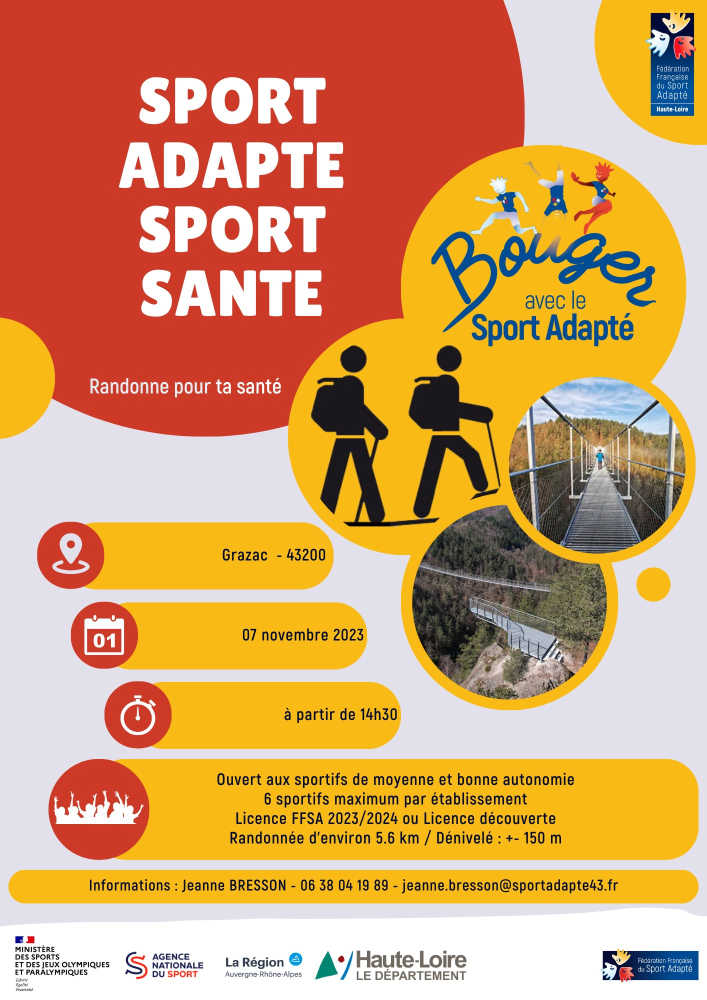 SPORT
ADAPTE
SPORT
SANTE
Randonne pour ta santé
Fédération
Française
du Sport
Adapté
Haute-Loire
Bouger
avec le
Sport Adapté
Grazac - 43200
01
07 novembre 2023
à partir de 14h30
Ouvert aux sportifs de moyenne et bonne autonomie
6 sportifs maximum par établissement
Licence FFSA 2023/2024 ou Licence découverte
Randonnée d'environ 5.6 km / Dénivelé : +- 150 m
Informations : Jeanne BRESSON - 06 38 04 19 89 - jeanne.bresson@sportadapte43.fr
MINISTÈRE
DES SPORTS
ET DES JEUX OLYMPIQUES
ET PARALYMPIQUES
Liberté
Égalité
Fraternité
AGENCE
NATIONALE
DU SPORT
La Région
Auvergne-Rhône-Alpes
Haute-Loire
LE DÉPARTEMENT
Fédération Française
du Sport Adapté